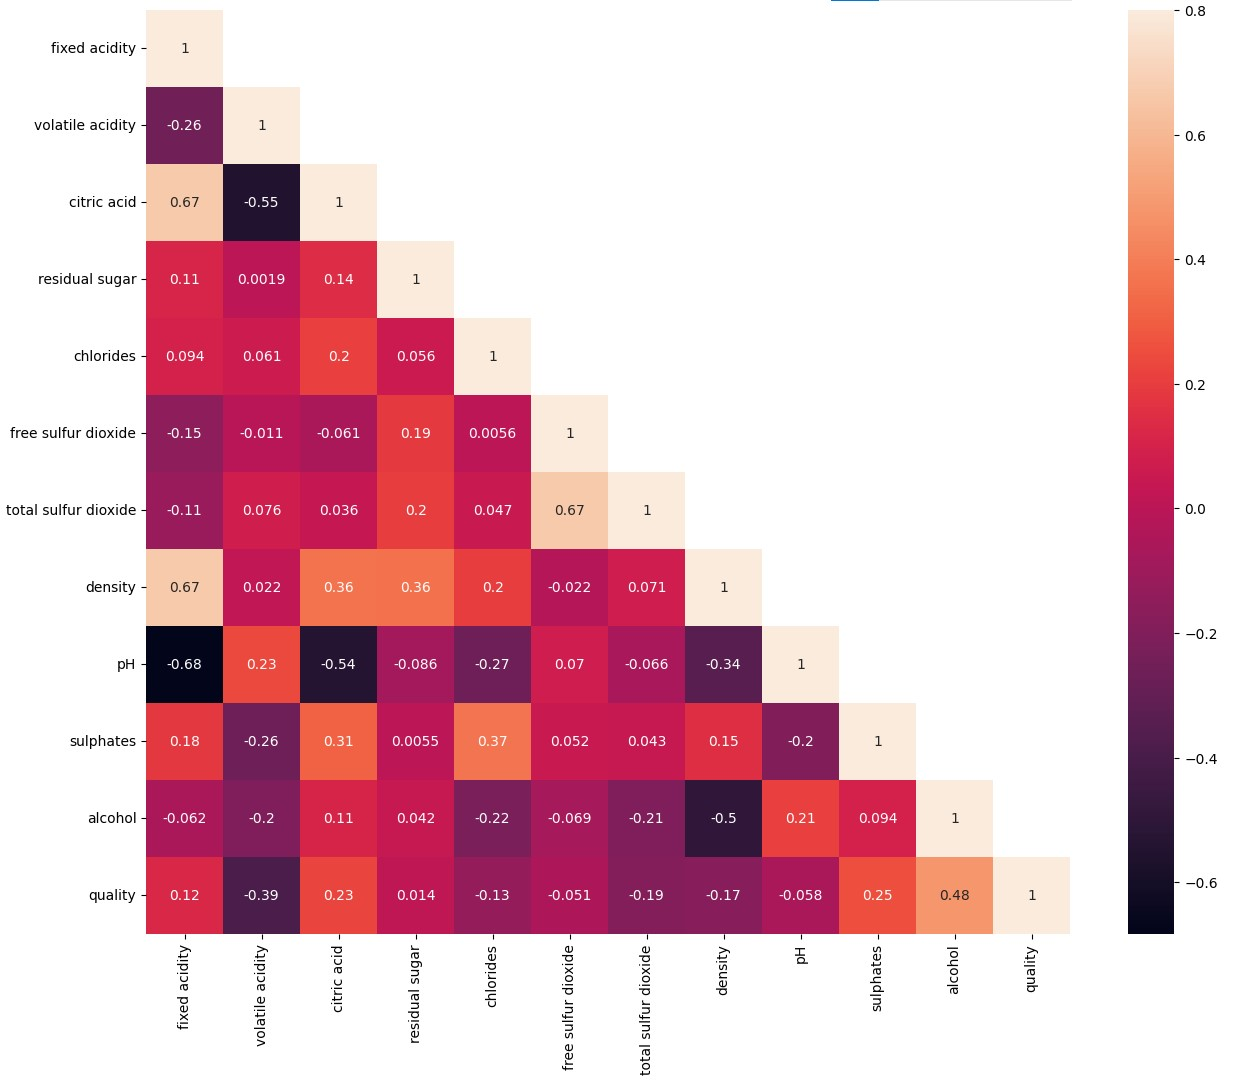 fixed acidity 1
volatile acidity -0.26 1
citric acid 0.67 -0.55 1
residual sugar 0.11 0.0019 0.14 1
chlorides 0.094 0.061 0.2 0.056 1
free sulfur dioxide -0.15 -0.011 -0.061 0.19 0.0056 1
total sulfur dioxide -0.11 0.076 0.036 0.2 0.047 0.67 1
density 0.67 0.022 0.36 0.36 0.2 -0.022 0.071 1
pH -0.68 0.23 -0.54 -0.086 -0.27 0.07 -0.066 -0.34 1
sulphates 0.18 -0.26 0.31 0.0055 0.37 0.052 0.043 0.15 -0.2 1
alcohol -0.062 -0.2 0.11 0.042 -0.22 -0.069 -0.21 -0.5 0.21 0.094 1
quality 0.12 -0.39 0.23 0.014 -0.13 -0.051 -0.19 -0.17 -0.058 0.25 0.48 1
fixed acidity
volatile acidity
citric acid
residual sugar
chlorides
free sulfur dioxide
total sulfur dioxide
density
pH
sulphates
alcohol
quality
0.8
0.6
0.4
0.2
0.0
−0.2
−0.4
−0.6